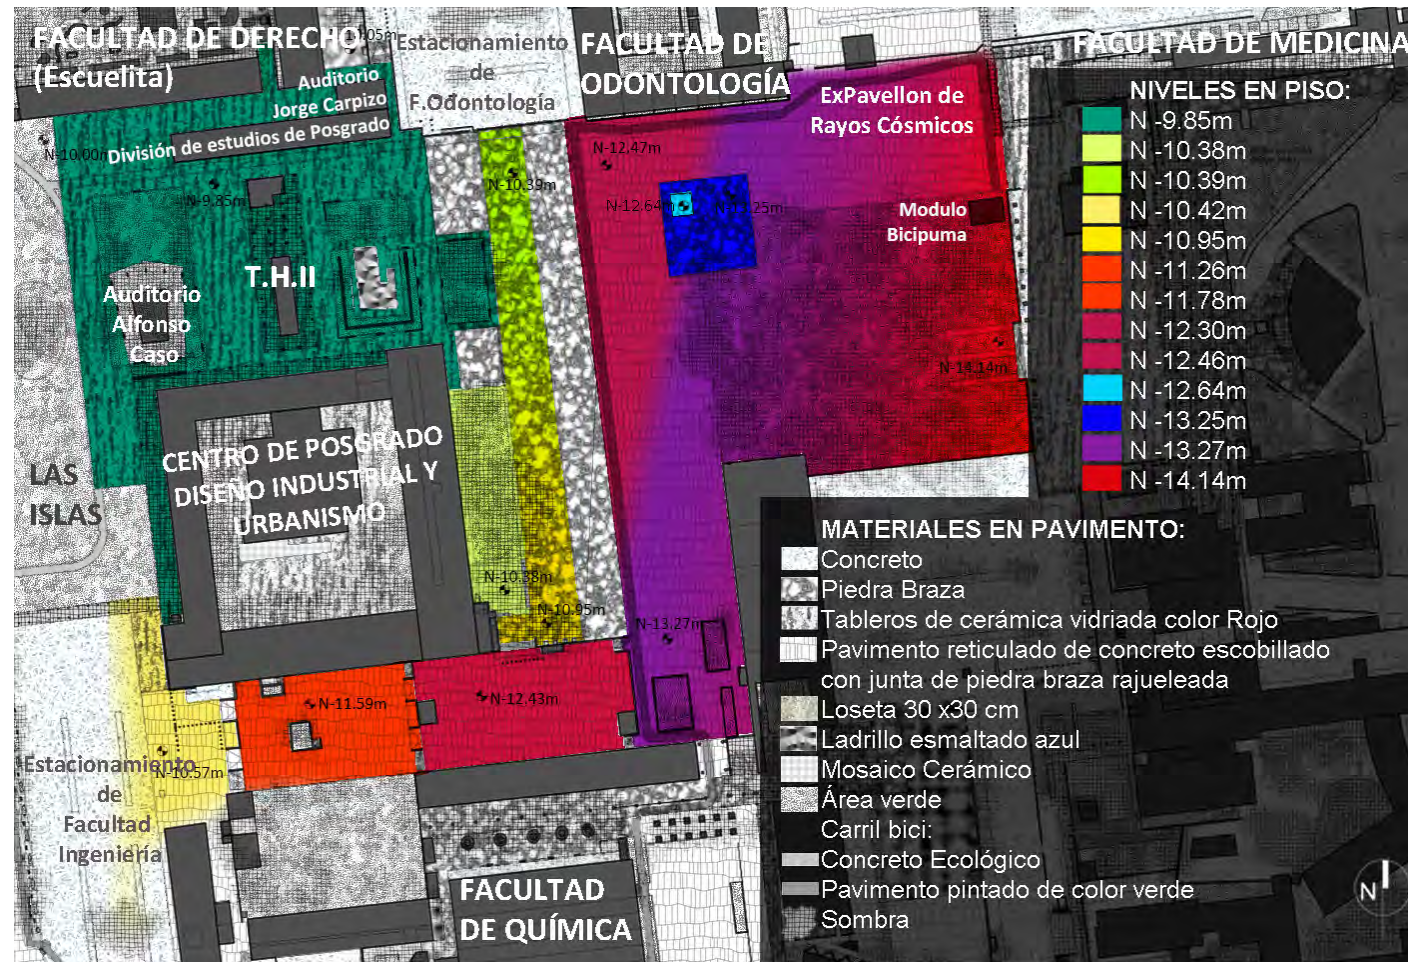 FACULTAD DE DERECHO
(Escuelita)
Auditorio
Jorge Carpizo
División de estudios de Posgrado
N-10.00m
N-9.85m
Estacionamiento
de
F.Odontología
FACULTAD DE
ODONTOLOGÍA
FACULTAD DE MEDICINA
ExPavellon de
Rayos Cósmicos
N-12.47m
N-10.39m
N-12.64m
Modulo
Bicipuma
T.H.II
Auditorio
Alfonso
Caso
N-14.14m
CENTRO DE POSGRADO
DISEÑO INDUSTRIAL Y
URBANISMO
LAS
ISLAS
N-10.38m
N-10.95m
N-13.27m
N-11.59m
N-12.43m
N-10.57m
Estacionamiento
de
Facultad
Ingeniería
FACULTAD
DE QUÍMICA
NIVELES EN PISO:
N -9.85m
N -10.38m
N -10.39m
N -10.42m
N -10.95m
N -11.26m
N -11.78m
N -12.30m
N -12.46m
N -12.64m
N -13.25m
N -13.27m
N -14.14m
MATERIALES EN PAVIMENTO:
Concreto
Piedra Braza
Tableros de cerámica vidriada color Rojo
Pavimento reticulado de concreto escobillado
con junta de piedra braza rajueleada
Loseta 30 x30 cm
Ladrillo esmaltado azul
Mosaico Cerámico
Área verde
Carril bici:
Concreto Ecológico
Pavimento pintado de color verde
Sombra
N